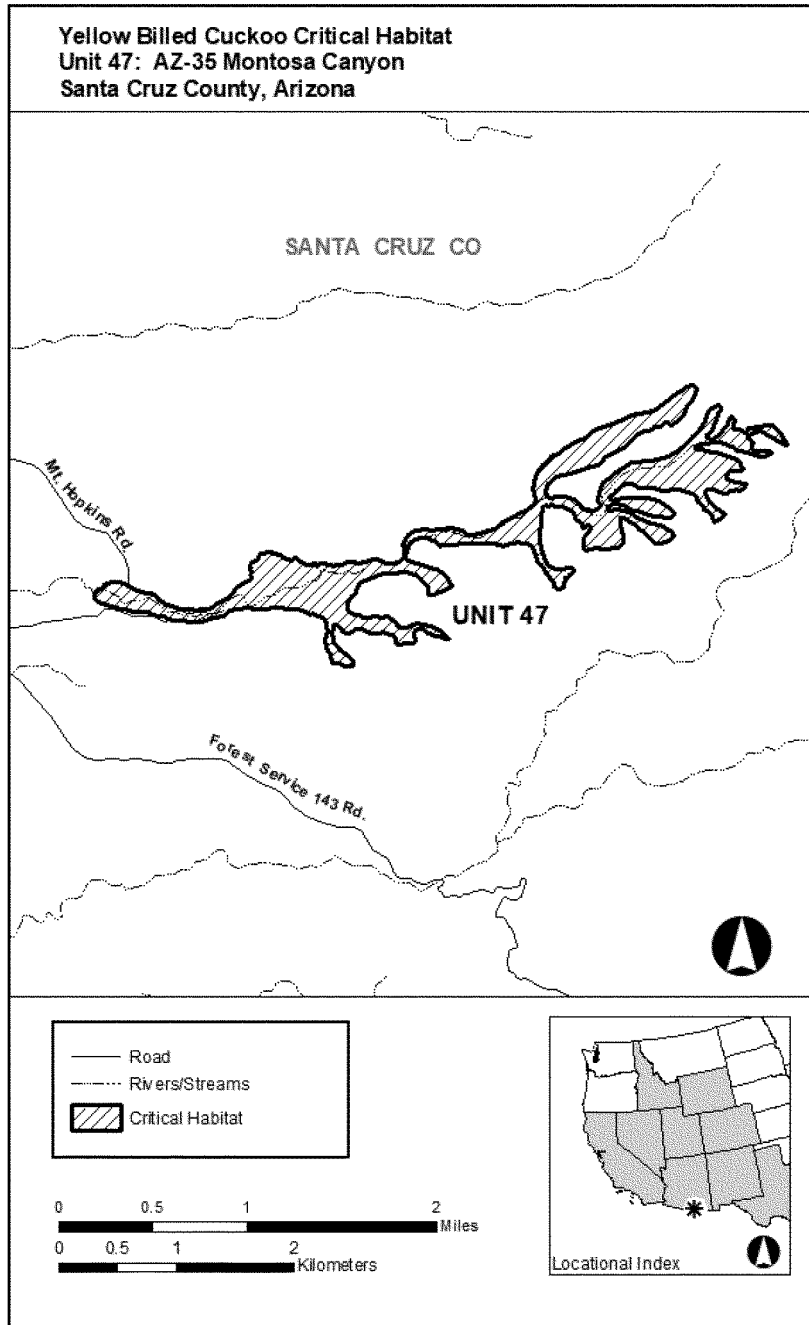 Yellow Billed Cuckoo Critical Habitat
Unit 47: AZ-35 Montosa Canyon
Santa Cruz County, Arizona
SANTA CRUZ CO
Mt. Hopkins Rd
UNIT 47
Forest Service 143 Rd.
Road
Rivers/Streams
Critical Habitat
0 0.5 1 2
Miles
0 0.5 1 2
Kilometers
Locational Index